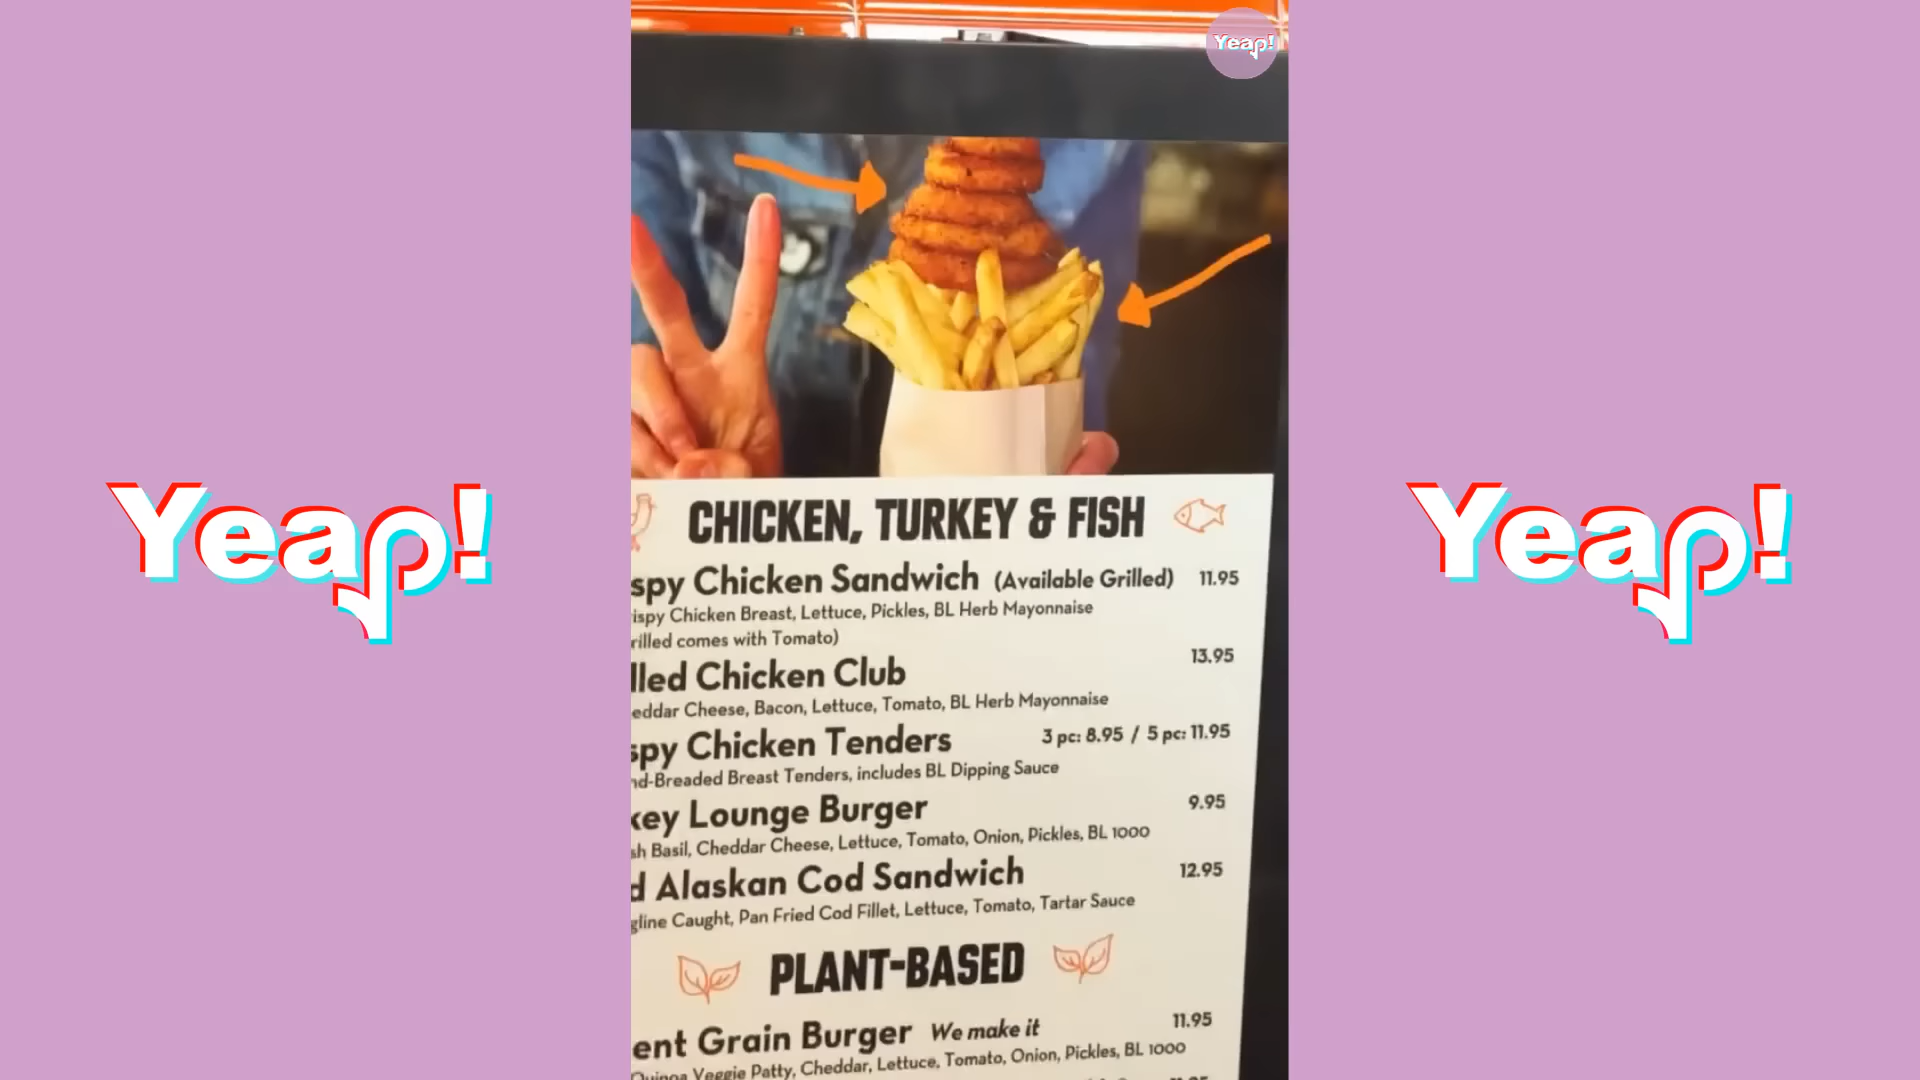 Yeap!
CHICKEN, TURKEY & FISH
spy Chicken Sandwich (Available Grilled) 11.95
ispy Chicken Breast, Lettuce, Pickles, BL Herb Mayonnaise
rilled comes with Tomato)
lled Chicken Club 13.95
eddar Cheese, Bacon, Lettuce, Tomato, BL Herb Mayonnaise
spy Chicken Tenders 3 pc: 8.95 / 5 pc: 11.95
nd-Breaded Breast Tenders, includes BL Dipping Sauce
key Lounge Burger 9.95
sh Basil, Cheddar Cheese, Lettuce, Tomato, Onion, Pickles, BL 1000
d Alaskan Cod Sandwich 12.95
gline Caught, Pan Fried Cod Fillet, Lettuce, Tomato, Tartar Sauce
PLANT-BASED
ent Grain Burger We make it 11.95
Quinoa Veggie Patty, Cheddar, Lettuce, Tomato, Onion, Pickles, BL 1000
Yeap!
Yeap!